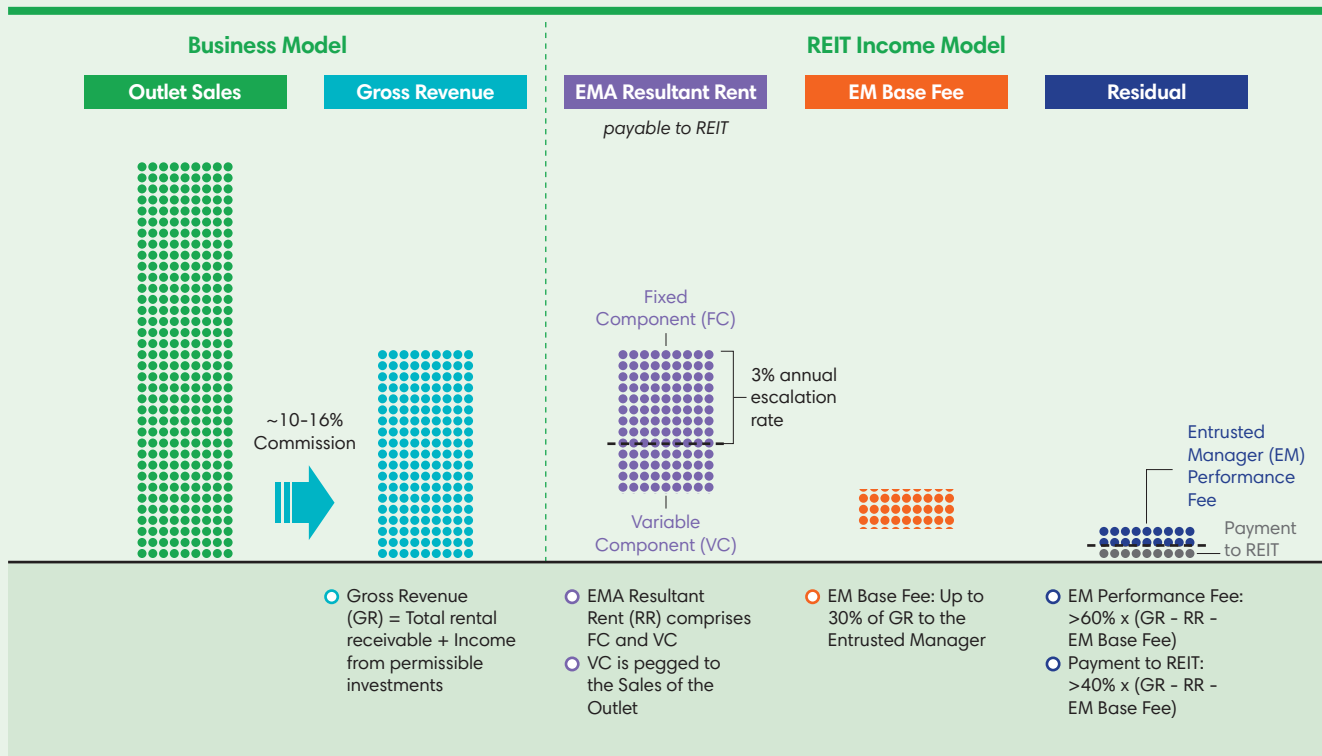 Business Model
REIT Income Model
Outlet Sales
Gross Revenue
EMA Resultant Rent
EM Base Fee
Residual
payable to REIT
~10-16%
Commission
Fixed
Component (FC)
3% annual
escalation
rate
Variable
Component (VC)
Entrusted
Manager (EM)
Performance
Fee
Payment
to REIT
Gross Revenue
(GR) = Total rental
receivable + Income
from permissible
investments
EMA Resultant
Rent (RR) comprises
FC and VC
VC is pegged to
the Sales of the
Outlet
EM Base Fee: Up to
30% of GR to the
Entrusted Manager
EM Performance Fee:
>60% x (GR - RR -
EM Base Fee)
Payment to REIT:
>40% x (GR - RR -
EM Base Fee)